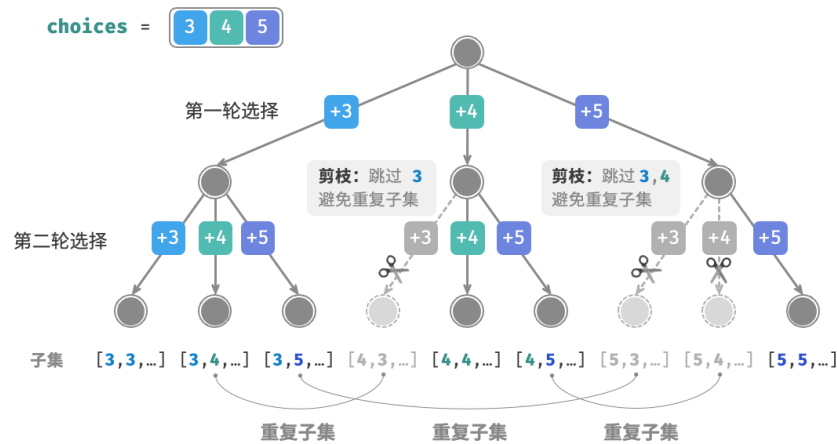 choices = 3 4 5
第一轮选择 +3 +4 +5
剪枝：跳过 3
避免重复子集
剪枝：跳过 3,4
避免重复子集
第二轮选择 +3 +4 +5 +3 +4 +5 +3 +4 +5
子集 [3,3,…] [3,4,…] [3,5,…] [4,3,…] [4,4,…] [4,5,…] [5,3,…] [5,4,…] [5,5,…]
重复子集 重复子集 重复子集